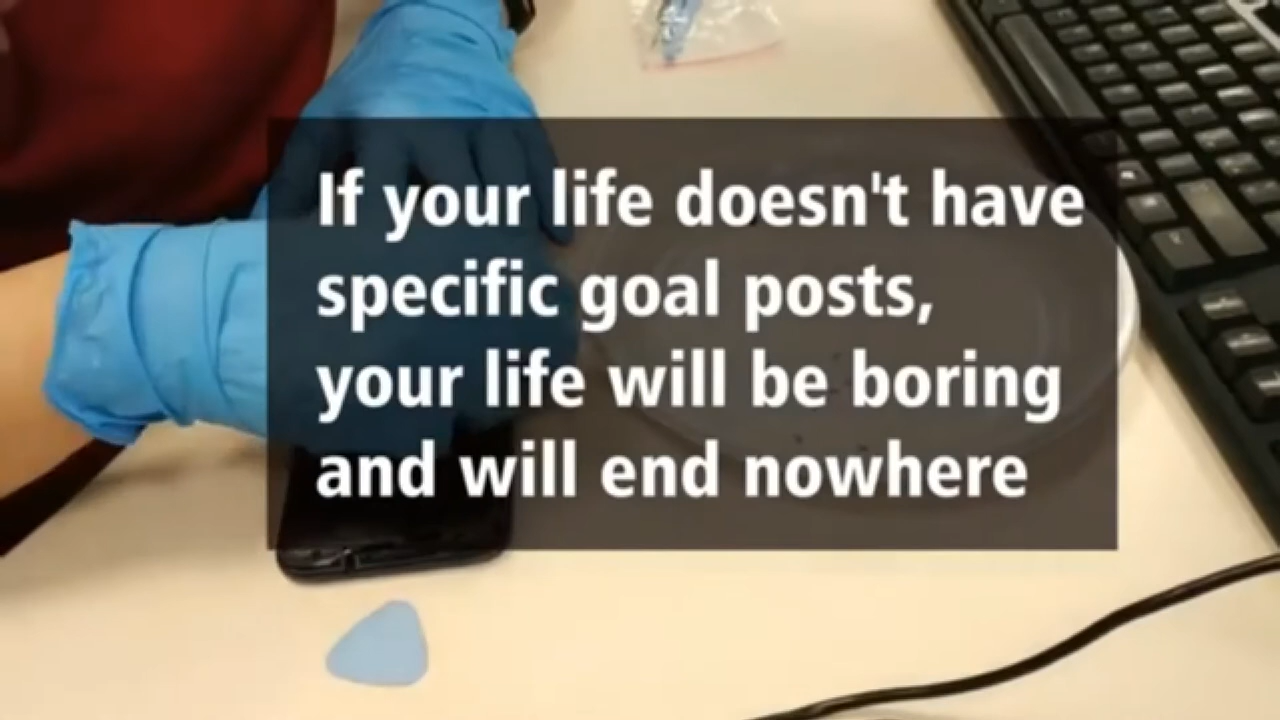 If your life doesn't have
specific goal posts,
your life will be boring
and will end nowhere